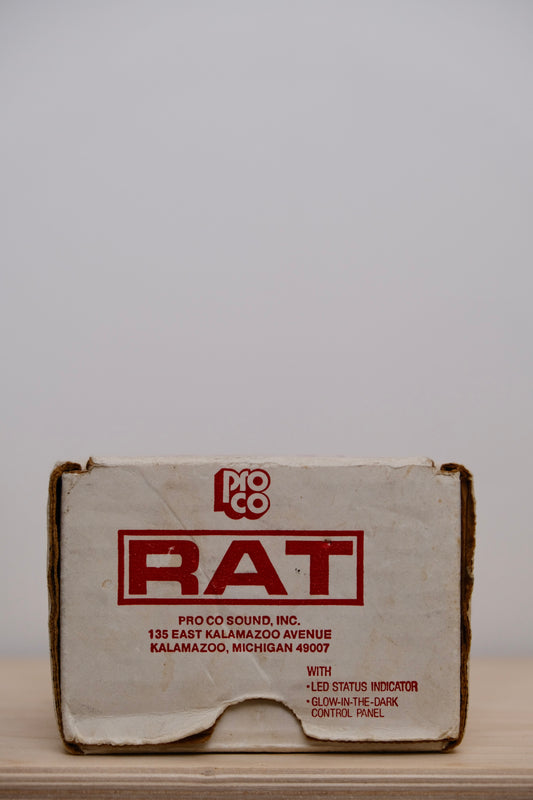 pro
co
RAT
PRO CO SOUND, INC.
135 EAST KALAMAZOO AVENUE
KALAMAZOO, MICHIGAN 49007
WITH
• LED STATUS INDICATOR
• GLOW-IN-THE-DARK
CONTROL PANEL